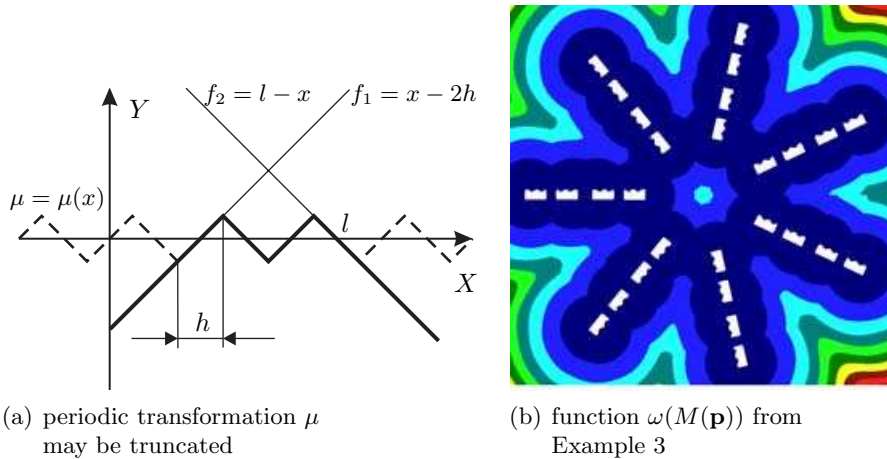 Y
f₂ = l − x
f₁ = x − 2h
μ = μ(x)
l
X
h
(a) periodic transformation μ
may be truncated
(b) function ω(M(p)) from
Example 3